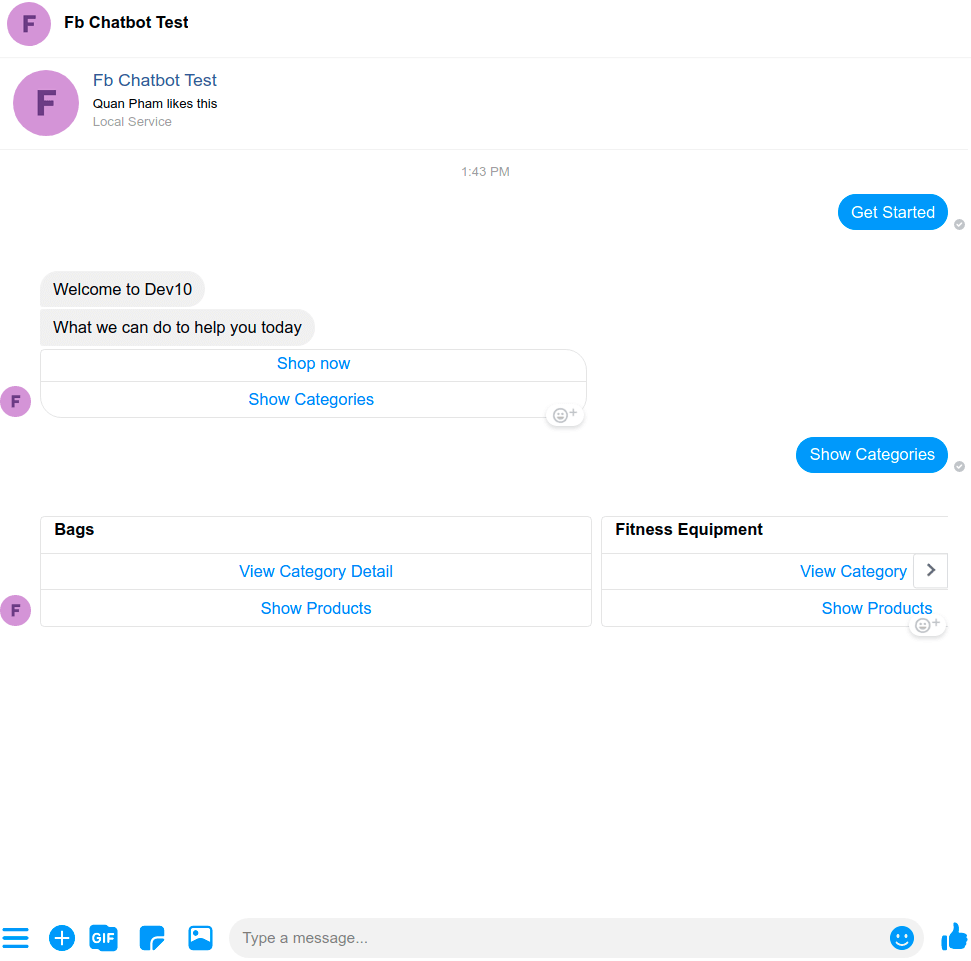 F
Fb Chatbot Test
F
Fb Chatbot Test
Quan Pham likes this
Local Service
1:43 PM
Get Started
Welcome to Dev10
What we can do to help you today
Shop now
Show Categories
F
Show Categories
Bags
View Category Detail
Show Products
Fitness Equipment
View Category
Show Products
F
GIF
Type a message...